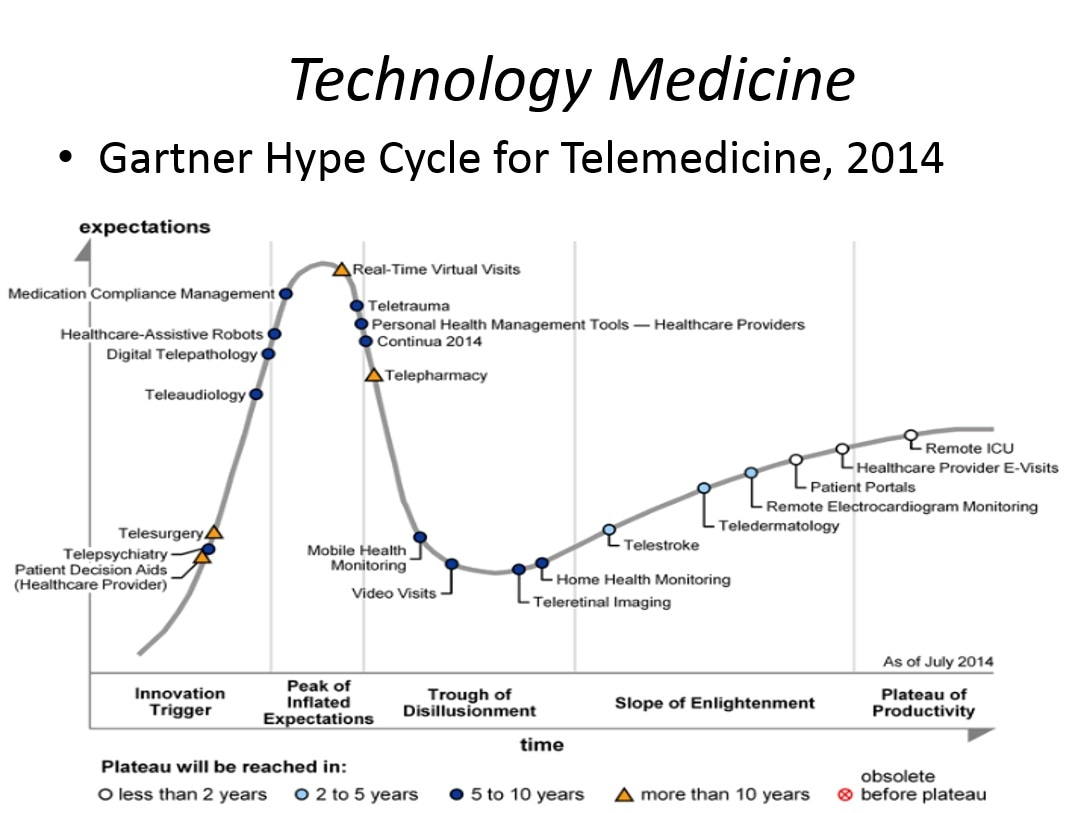 Technology Medicine
• Gartner Hype Cycle for Telemedicine, 2014
expectations
Real-Time Virtual Visits
Medication Compliance Management
Teletrauma
Personal Health Management Tools — Healthcare Providers
Healthcare-Assistive Robots
Continua 2014
Digital Telepathology
Telepharmacy
Teleaudiology
Remote ICU
Healthcare Provider E-Visits
Patient Portals
Remote Electrocardiogram Monitoring
Teledermatology
Telestroke
Telesurgery
Telepsychiatry
Patient Decision Aids
(Healthcare Provider)
Mobile Health
Monitoring
Video Visits
Home Health Monitoring
Teleretinal Imaging
As of July 2014
Innovation
Trigger
Peak of
Inflated
Expectations
Trough of
Disillusionment
Slope of Enlightenment
Plateau of
Productivity
time
Plateau will be reached in:
less than 2 years
2 to 5 years
5 to 10 years
more than 10 years
obsolete
before plateau